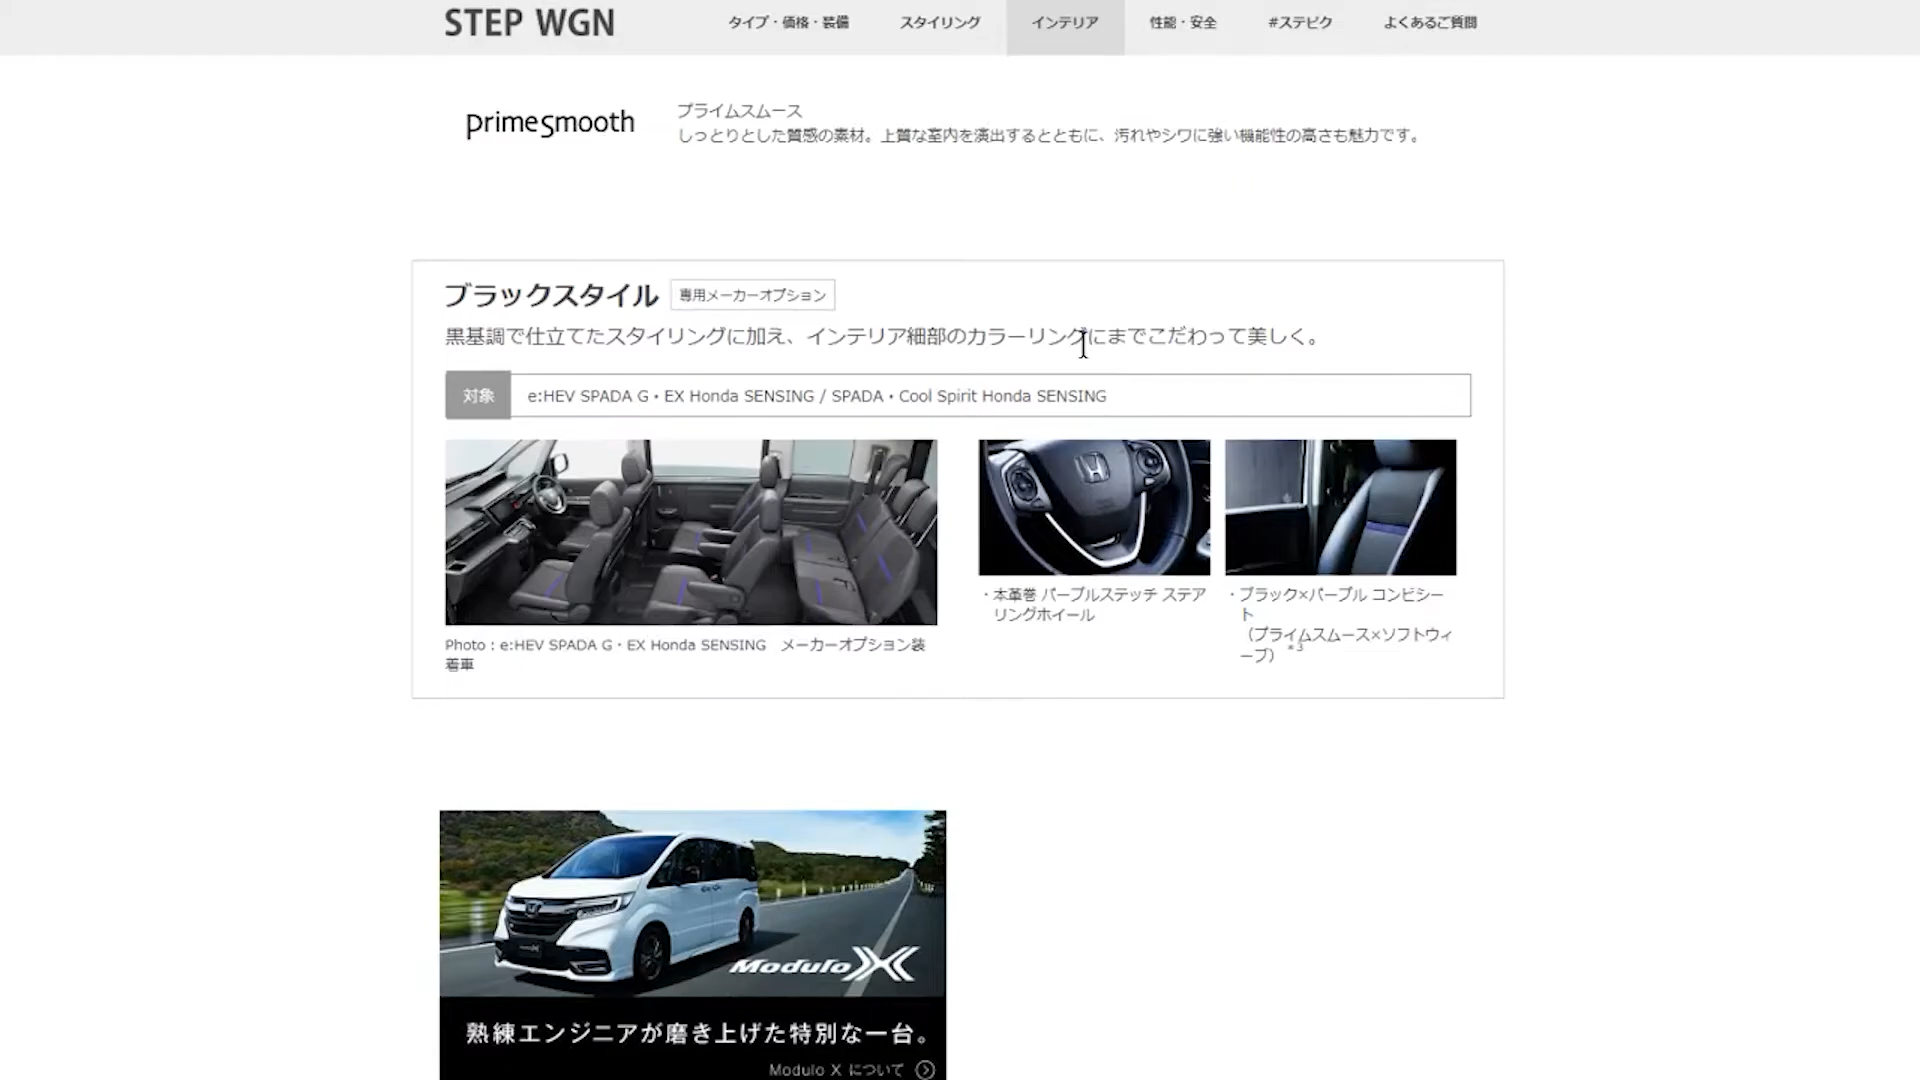 STEP WGN
タイプ・価格・装備
スタイリング
インテリア
性能・安全
#ステピク
よくあるご質問
primesmooth
プライムスムース
しっとりとした質感の素材。上質な室内を演出するとともに、汚れやシワに強い機能性の高さも魅力です。
ブラックスタイル
専用メーカーオプション
黒基調で仕立てたスタイリングに加え、インテリア細部のカラーリングにまでこだわって美しく。
対象
e:HEV SPADA G・EX Honda SENSING / SPADA・Cool Spirit Honda SENSING
Photo：e:HEV SPADA G・EX Honda SENSING　メーカーオプション装
着車
・本革巻 パープルステッチ ステア
リングホイール
・ブラック×パープル コンビシー
ト
（プライムスムース×ソフトウィ
ーブ）＊3
Modulo X
熟練エンジニアが磨き上げた特別な一台。
Modulo X について